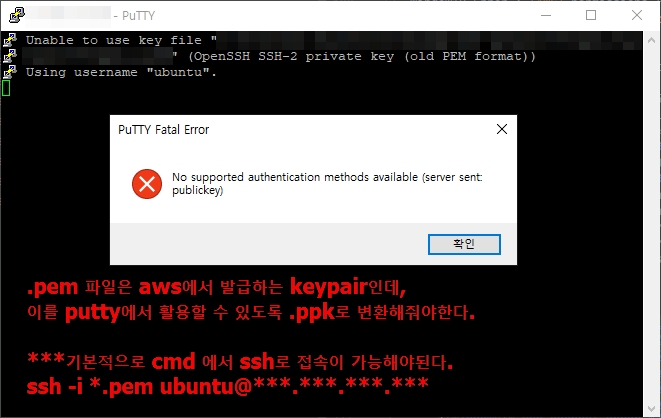 - PuTTY
Unable to use key file "
" (OpenSSH SSH-2 private key (old PEM format))
Using username "ubuntu".
PuTTY Fatal Error
No supported authentication methods available (server sent:
publickey)
확인
.pem 파일은 aws에서 발급하는 keypair인데,
이를 putty에서 활용할 수 있도록 .ppk로 변환해줘야한다.
***기본적으로 cmd 에서 ssh로 접속이 가능해야된다.
ssh -i *.pem ubuntu@***.***.***.***